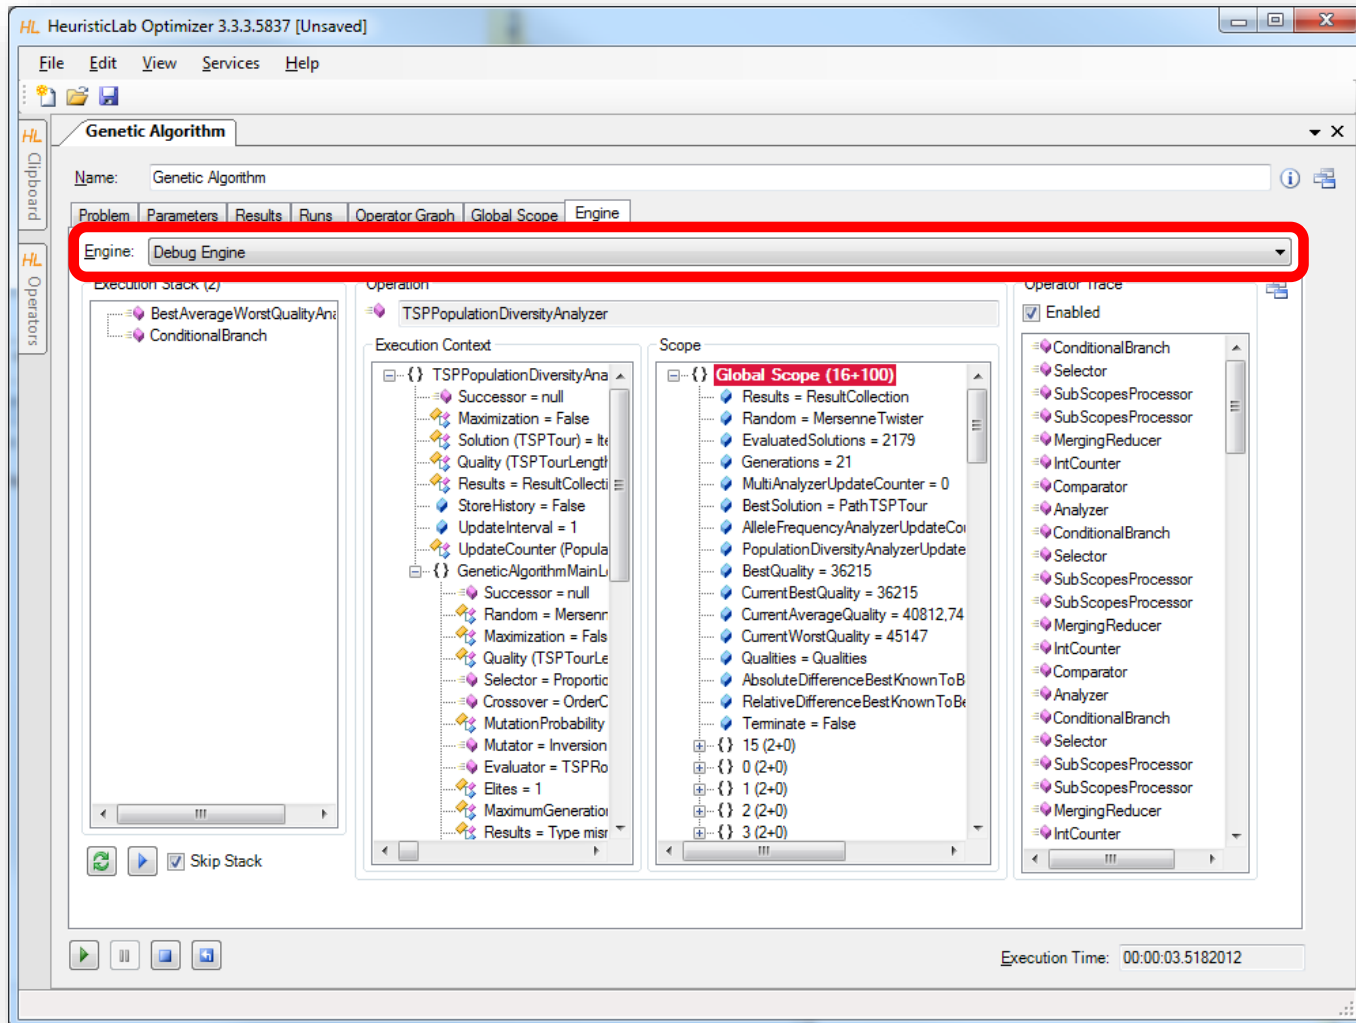 HL HeuristicLab Optimizer 3.3.3.5837 [Unsaved]
File Edit View Services Help
HL Clipboard
HL Operators
Genetic Algorithm
Name: Genetic Algorithm
Problem Parameters Results Runs Operator Graph Global Scope Engine
Engine: Debug Engine
Execution Stack (2)
BestAverageWorstQualityAna
ConditionalBranch
Skip Stack
Operation
TSPPopulationDiversityAnalyzer
Execution Context
{} TSPPopulationDiversityAna
Successor = null
Maximization = False
Solution (TSPTour) = Ite
Quality (TSPTourLength
Results = ResultCollecti
StoreHistory = False
UpdateInterval = 1
UpdateCounter (Popula
{} GeneticAlgorithmMainL
Successor = null
Random = Mersenn
Maximization = Fals
Quality (TSPTourLe
Selector = Proportic
Crossover = OrderC
MutationProbability
Mutator = Inversion
Evaluator = TSPRo
Elites = 1
MaximumGeneration
Results = Type misr
Scope
{} Global Scope (16+100)
Results = ResultCollection
Random = MersenneTwister
EvaluatedSolutions = 2179
Generations = 21
MultiAnalyzerUpdateCounter = 0
BestSolution = PathTSPTour
AlleleFrequencyAnalyzerUpdateCou
PopulationDiversityAnalyzerUpdate
BestQuality = 36215
CurrentBestQuality = 36215
CurrentAverageQuality = 40812,74
CurrentWorstQuality = 45147
Qualities = Qualities
AbsoluteDifferenceBestKnownToB
RelativeDifferenceBestKnownToBe
Terminate = False
{} 15 (2+0)
{} 0 (2+0)
{} 1 (2+0)
{} 2 (2+0)
{} 3 (2+0)
Operator Trace
Enabled
ConditionalBranch
Selector
SubScopesProcessor
SubScopesProcessor
MergingReducer
IntCounter
Comparator
Analyzer
ConditionalBranch
Selector
SubScopesProcessor
SubScopesProcessor
MergingReducer
IntCounter
Comparator
Analyzer
ConditionalBranch
Selector
SubScopesProcessor
SubScopesProcessor
MergingReducer
IntCounter
Execution Time: 00:00:03.5182012